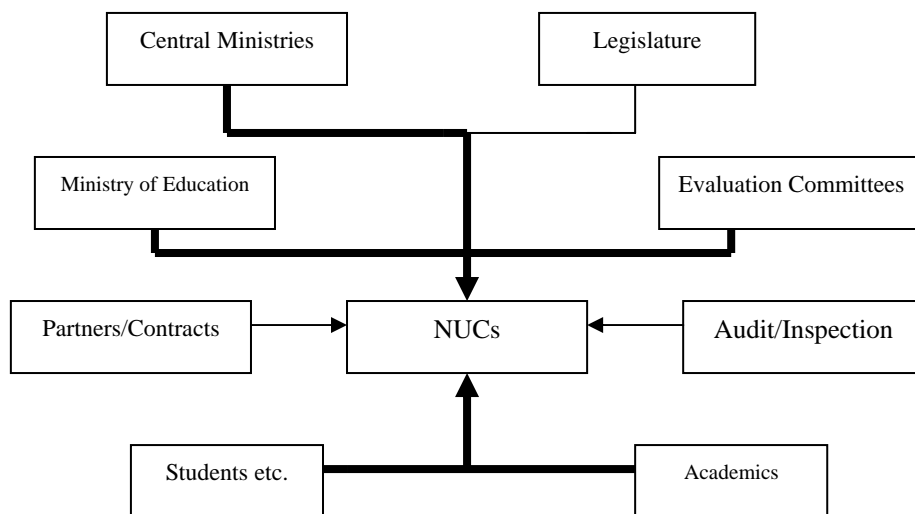 Central Ministries
Legislature
Ministry of Education
Evaluation Committees
Partners/Contracts
NUCs
Audit/Inspection
Students etc.
Academics